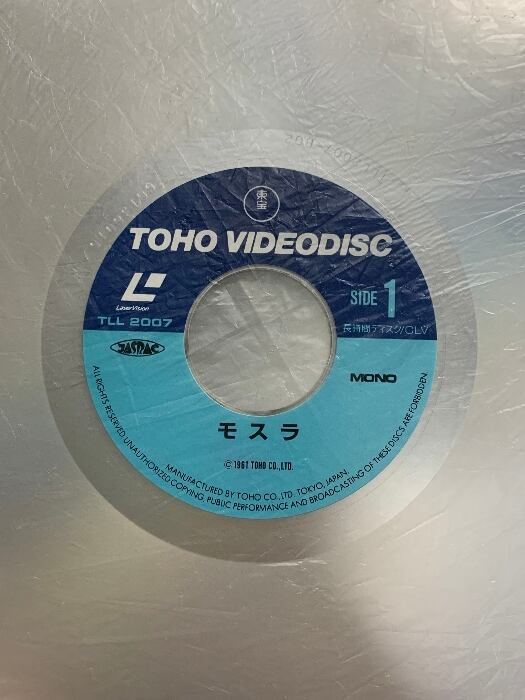 東宝
TOHO VIDEODISC
LaserVision
TLL 2007
SIDE 1
長時間ディスク/CLV
JASRAC
MONO
モスラ
© 1961 TOHO CO., LTD.
MANUFACTURED BY TOHO CO., LTD. TOKYO, JAPAN.
ALL RIGHTS RESERVED. UNAUTHORIZED COPYING, PUBLIC PERFORMANCE AND BROADCASTING OF THESE DISCS ARE FORBIDDEN.